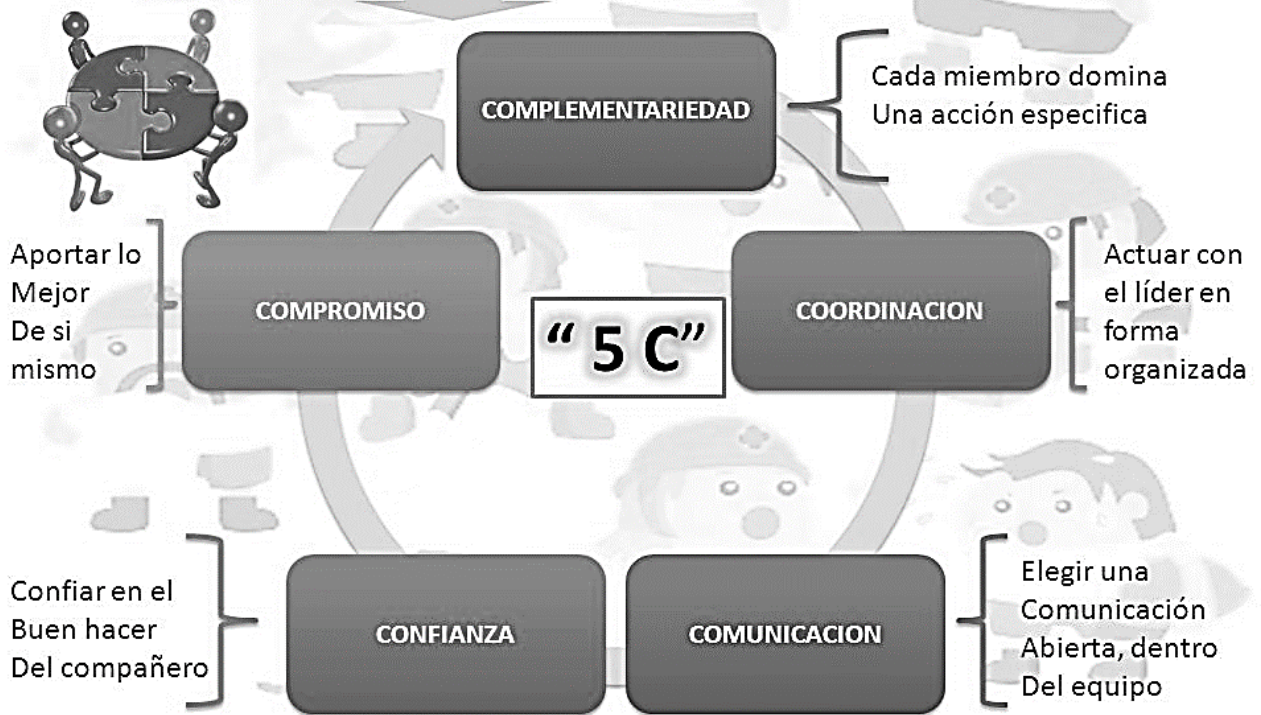 COMPLEMENTARIEDAD
Cada miembro domina
Una acción especifica
COORDINACION
Actuar con
el líder en
forma
organizada
COMUNICACION
Elegir una
Comunicación
Abierta, dentro
Del equipo
CONFIANZA
Confiar en el
Buen hacer
Del compañero
COMPROMISO
Aportar lo
Mejor
De si
mismo
“ 5 C”